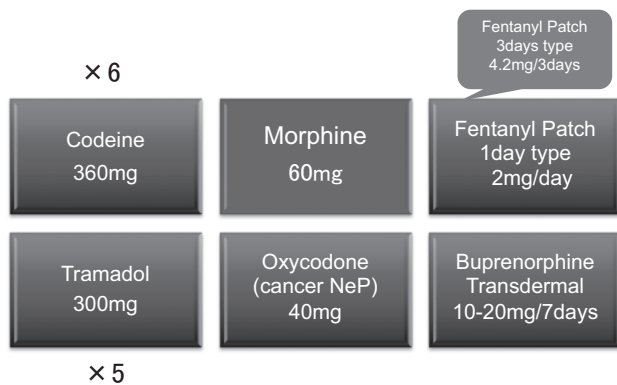 Fentanyl Patch
3days type
4.2mg/3days
×6
Codeine
360mg
Morphine
60mg
Fentanyl Patch
1day type
2mg/day
Tramadol
300mg
Oxycodone
(cancer NeP)
40mg
Buprenorphine
Transdermal
10-20mg/7days
×5